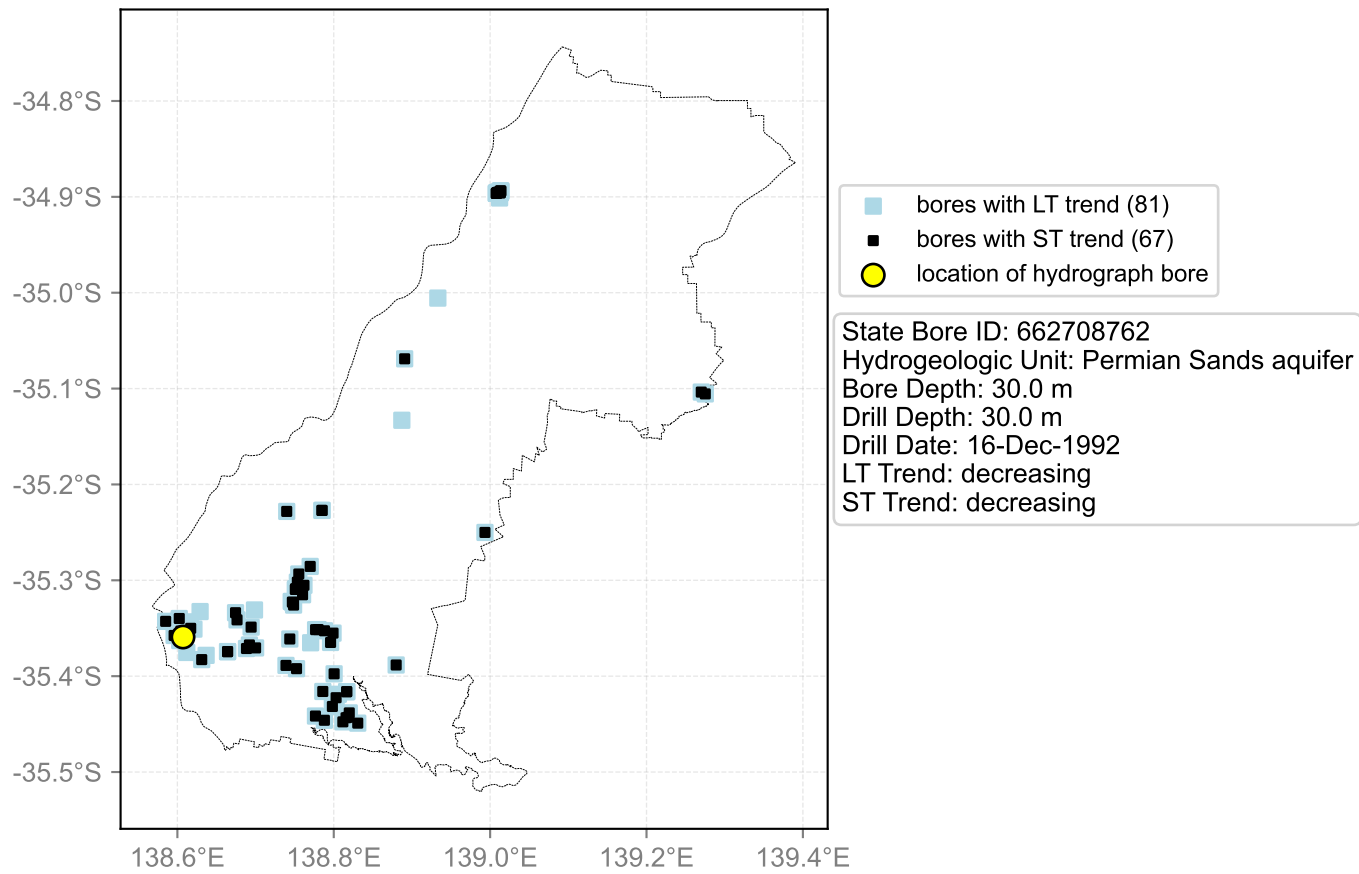 -34.8°S
-34.9°S
-35.0°S
-35.1°S
-35.2°S
-35.3°S
-35.4°S
-35.5°S
138.6°E
138.8°E
139.0°E
139.2°E
139.4°E
bores with LT trend (81)
bores with ST trend (67)
location of hydrograph bore
State Bore ID: 662708762
Hydrogeologic Unit: Permian Sands aquifer
Bore Depth: 30.0 m
Drill Depth: 30.0 m
Drill Date: 16-Dec-1992
LT Trend: decreasing
ST Trend: decreasing